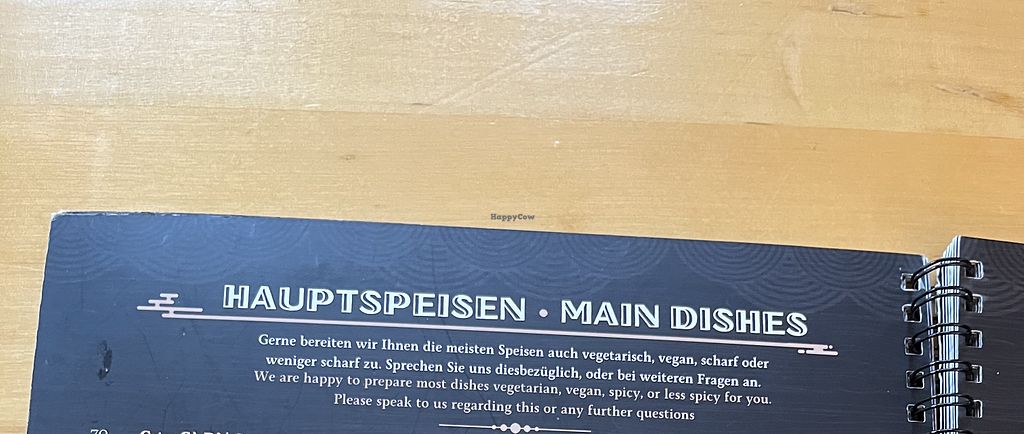 HappyCow
HAUPTSPEISEN • MAIN DISHES
Gerne bereiten wir Ihnen die meisten Speisen auch vegetarisch, vegan, scharf oder
weniger scharf zu. Sprechen Sie uns diesbezüglich, oder bei weiteren Fragen an.
We are happy to prepare most dishes vegetarian, vegan, spicy, or less spicy for you.
Please speak to us regarding this or any further questions